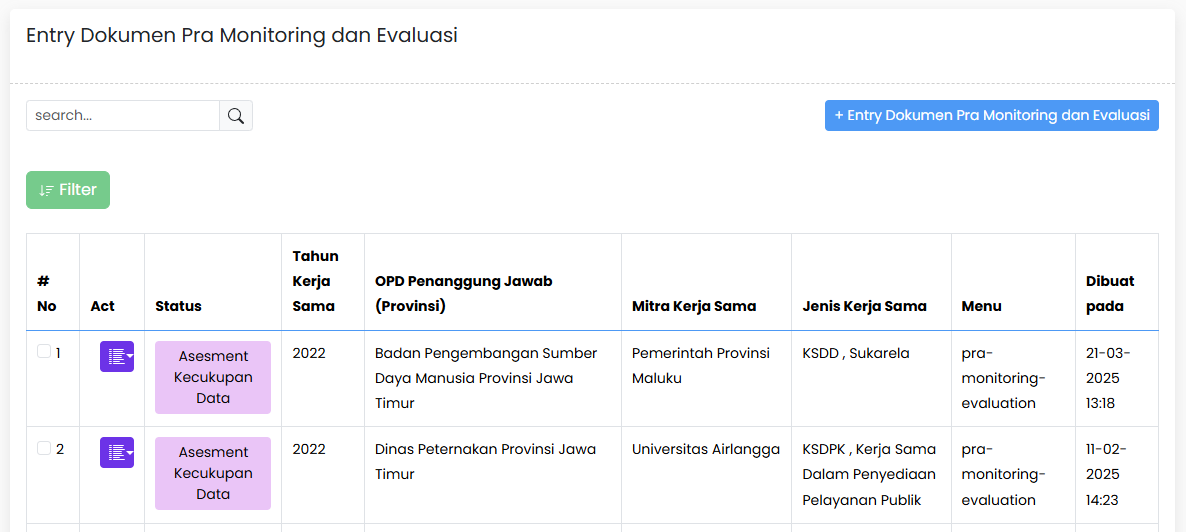 Entry Dokumen Pra Monitoring dan Evaluasi
search...
+ Entry Dokumen Pra Monitoring dan Evaluasi
Filter
# No Act Status Tahun Kerja Sama OPD Penanggung Jawab (Provinsi) Mitra Kerja Sama Jenis Kerja Sama Menu Dibuat pada
1 Asesment Kecukupan Data 2022 Badan Pengembangan Sumber Daya Manusia Provinsi Jawa Timur Pemerintah Provinsi Maluku KSDD , Sukarela pra-monitoring-evaluation 21-03-2025 13:18
2 Asesment Kecukupan Data 2022 Dinas Peternakan Provinsi Jawa Timur Universitas Airlangga KSDPK , Kerja Sama Dalam Penyediaan Pelayanan Publik pra-monitoring-evaluation 11-02-2025 14:23